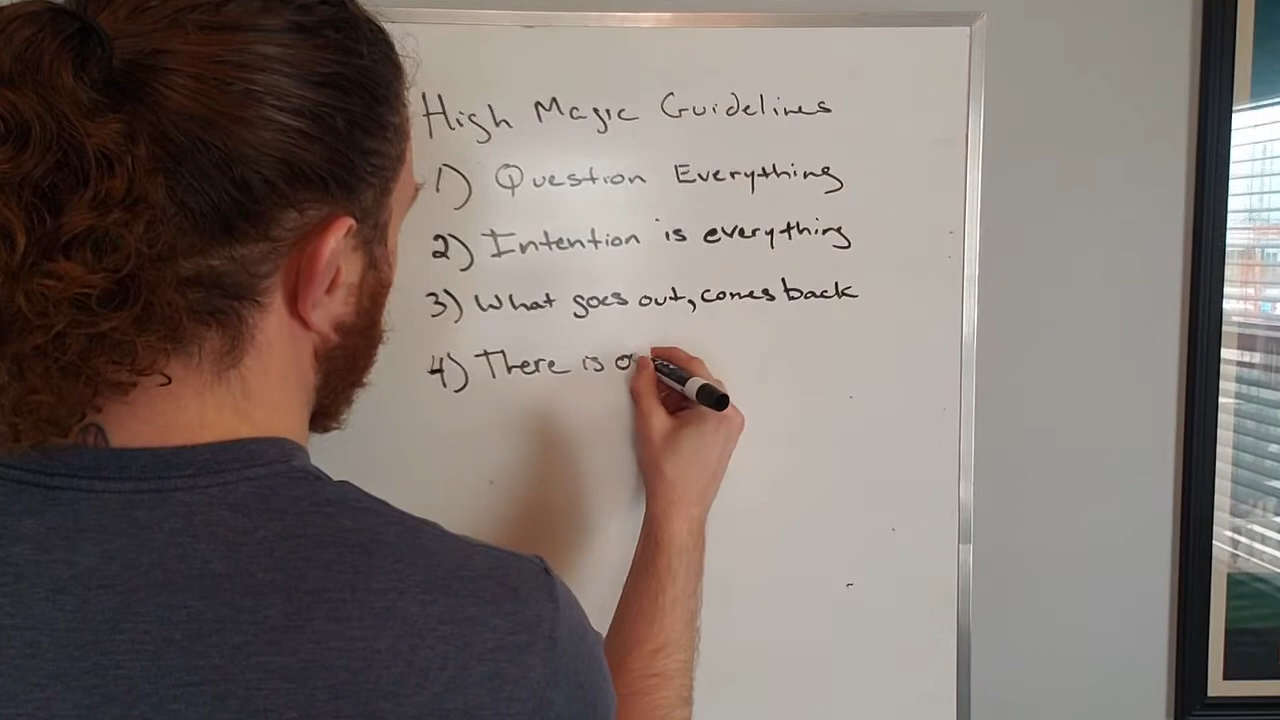 High Magic Guidelines
1) Question Everything
2) Intention is everything
3) What goes out, comes back
4) There is o